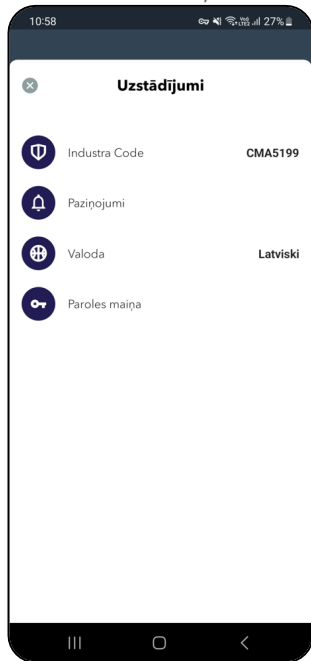 10:58 27%
Uzstādījumi
Industra Code CMA5199
Paziņojumi
Valoda Latviski
Paroles maiņa